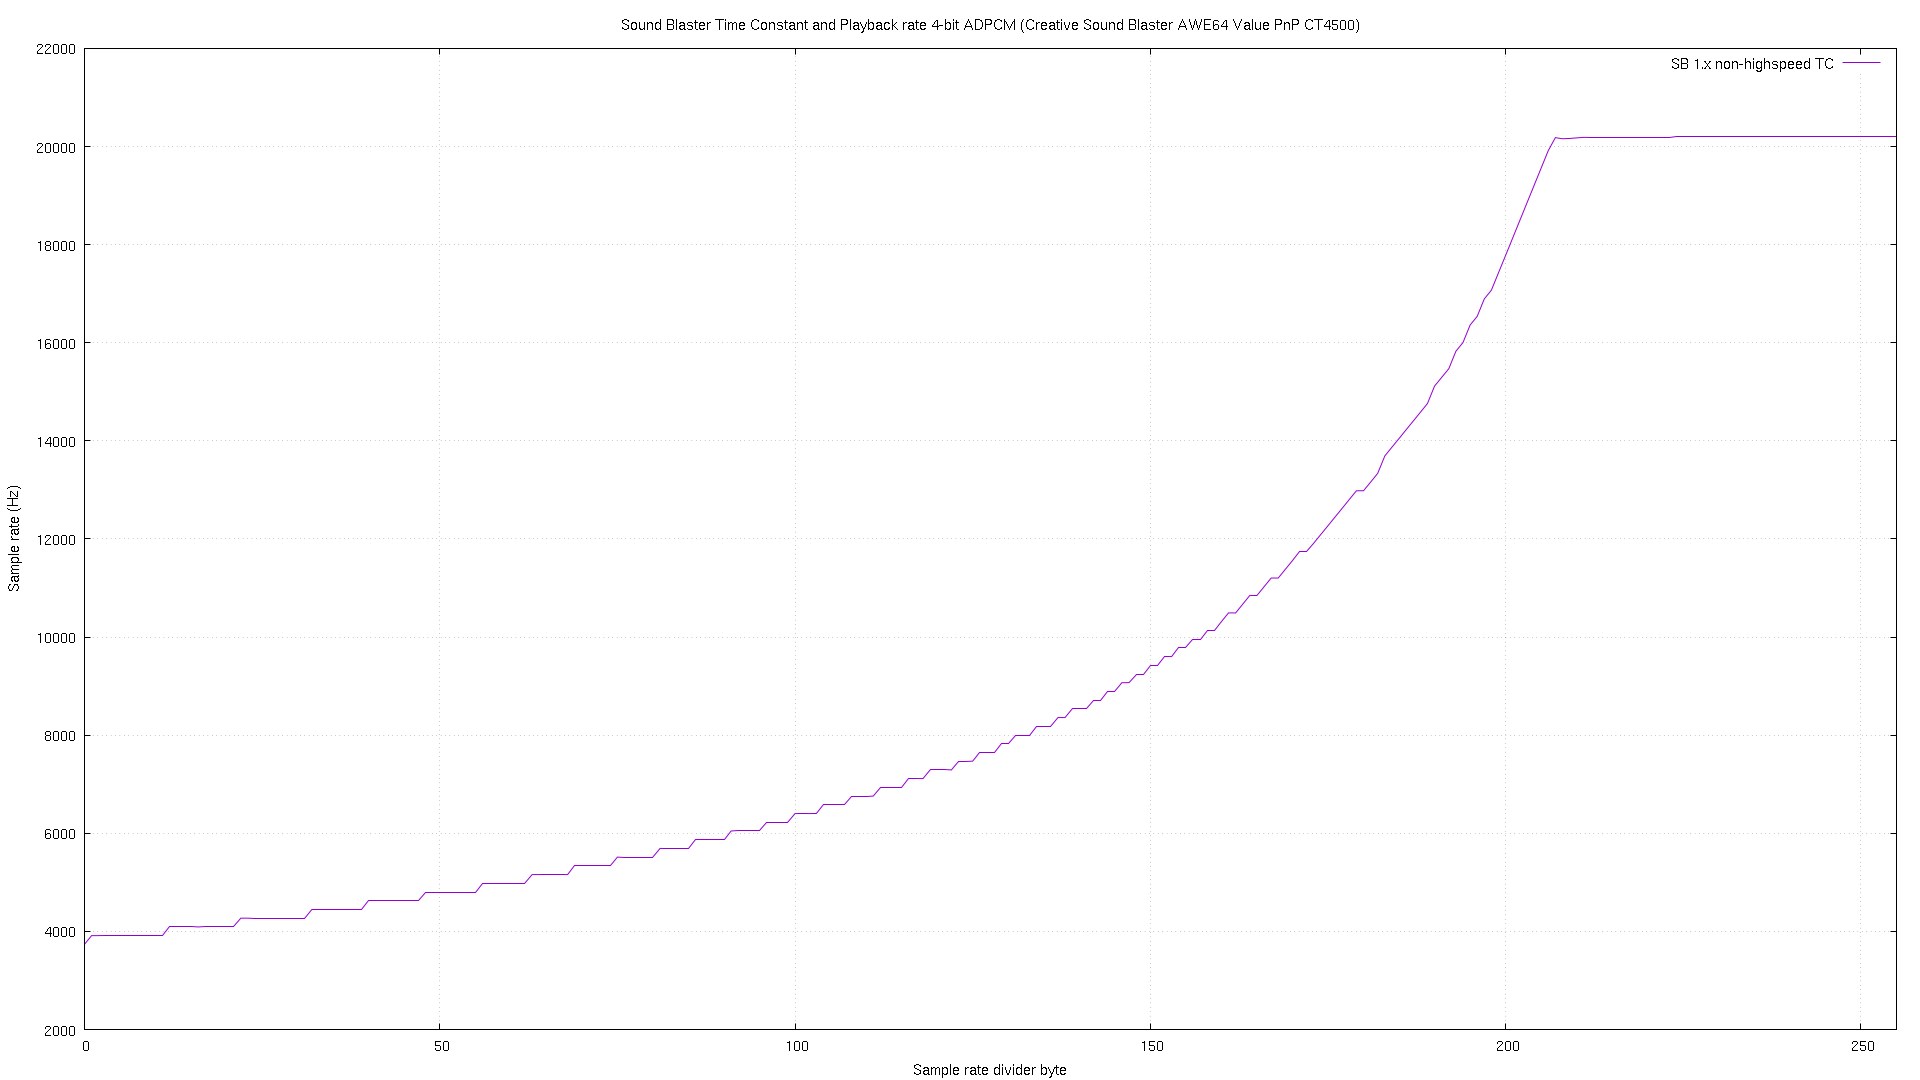 Sound Blaster Time Constant and Playback rate 4-bit ADPCM (Creative Sound Blaster AWE64 Value PnP CT4500)
SB 1.x non-highspeed TC
22000
20000
18000
16000
14000
12000
10000
8000
6000
4000
2000
Sample rate (Hz)
0 50 100 150 200 250
Sample rate divider byte